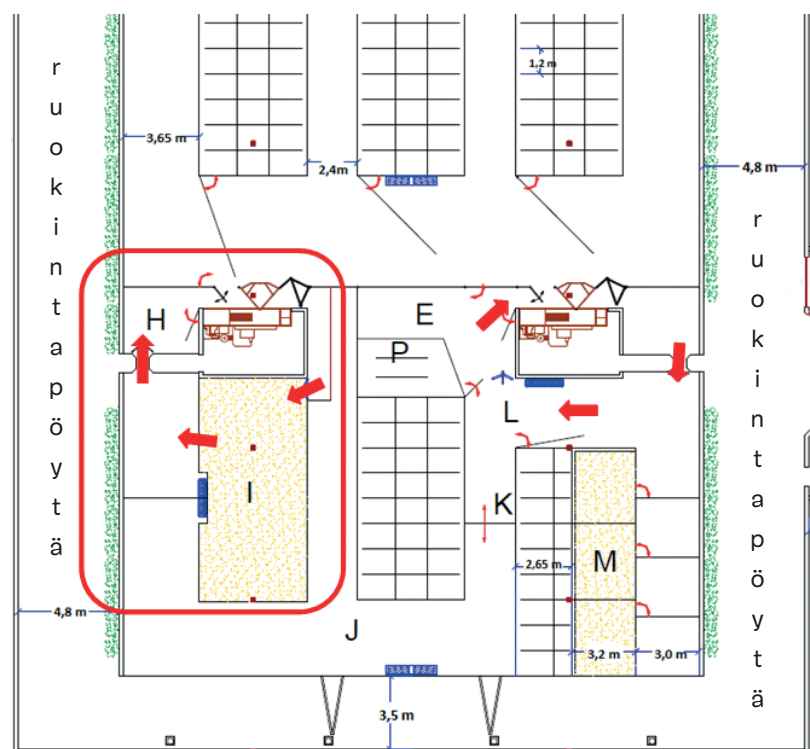 ruokintapöytä
1,2 m
3,65 m
2,4m
4,8 m
ruokintapöytä
H
E
P
L
I
K
M
2,65 m
4,8 m
J
3,2 m
3,0 m
3,5 m